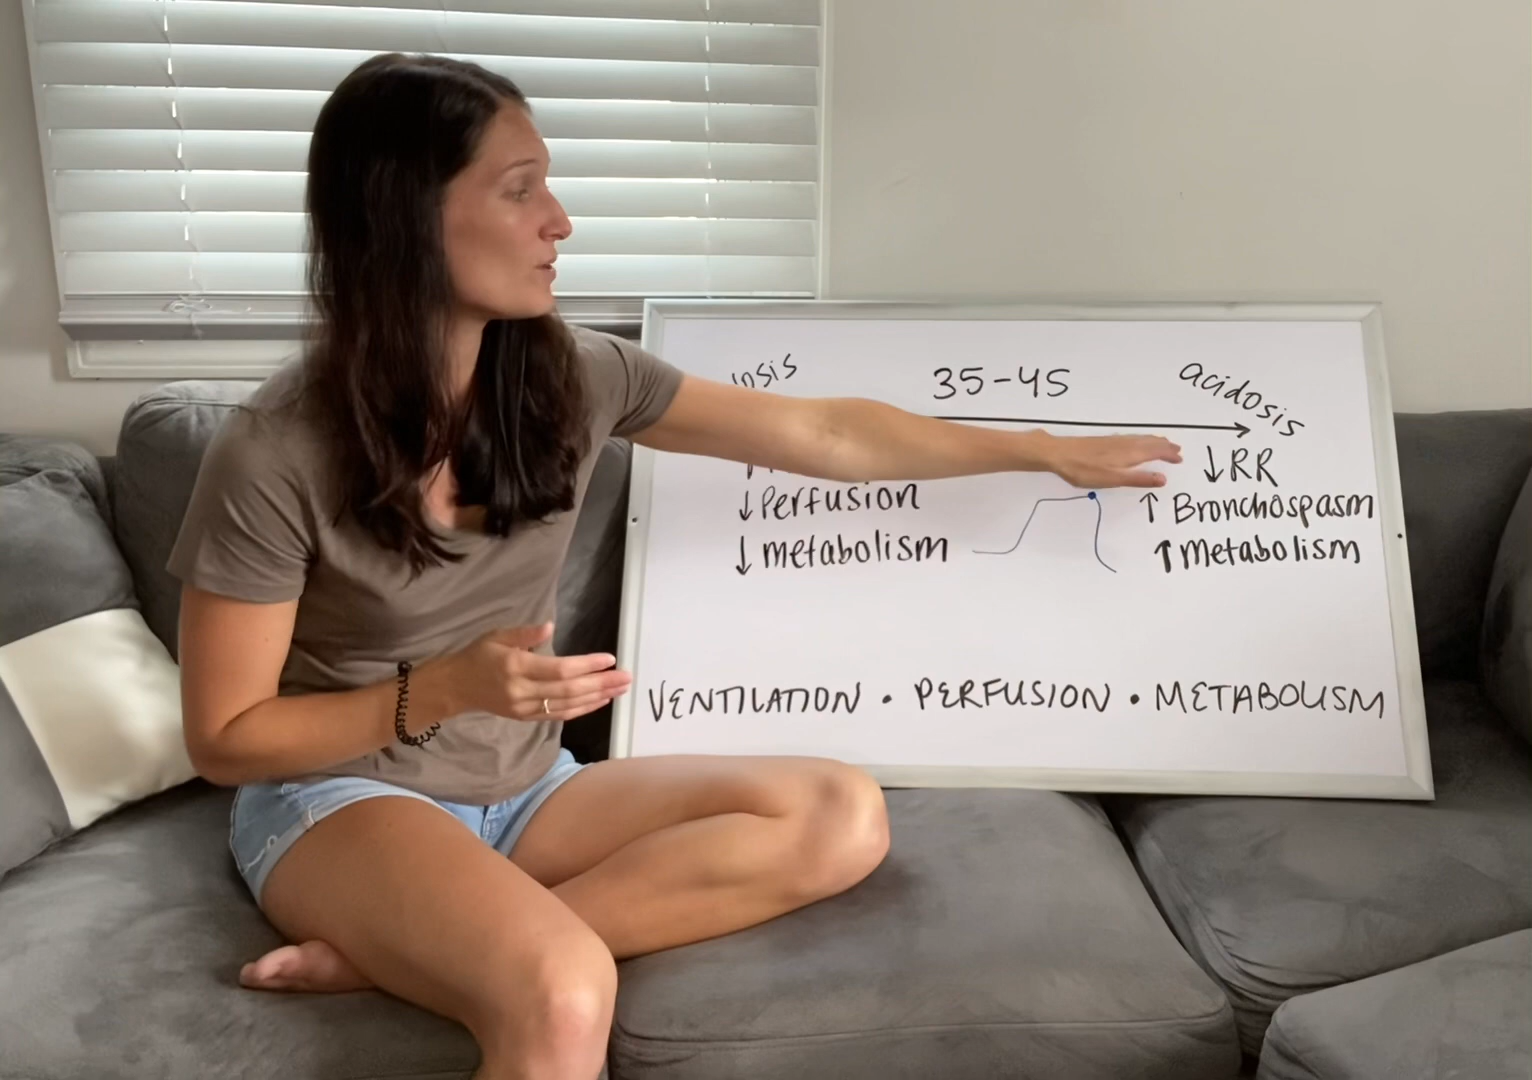 35-45
acidosis
↓RR
↓Perfusion
↑ Bronchospasm
↓ metabolism
↑metabolism
VENTILATION • PERFUSION • METABOLISM